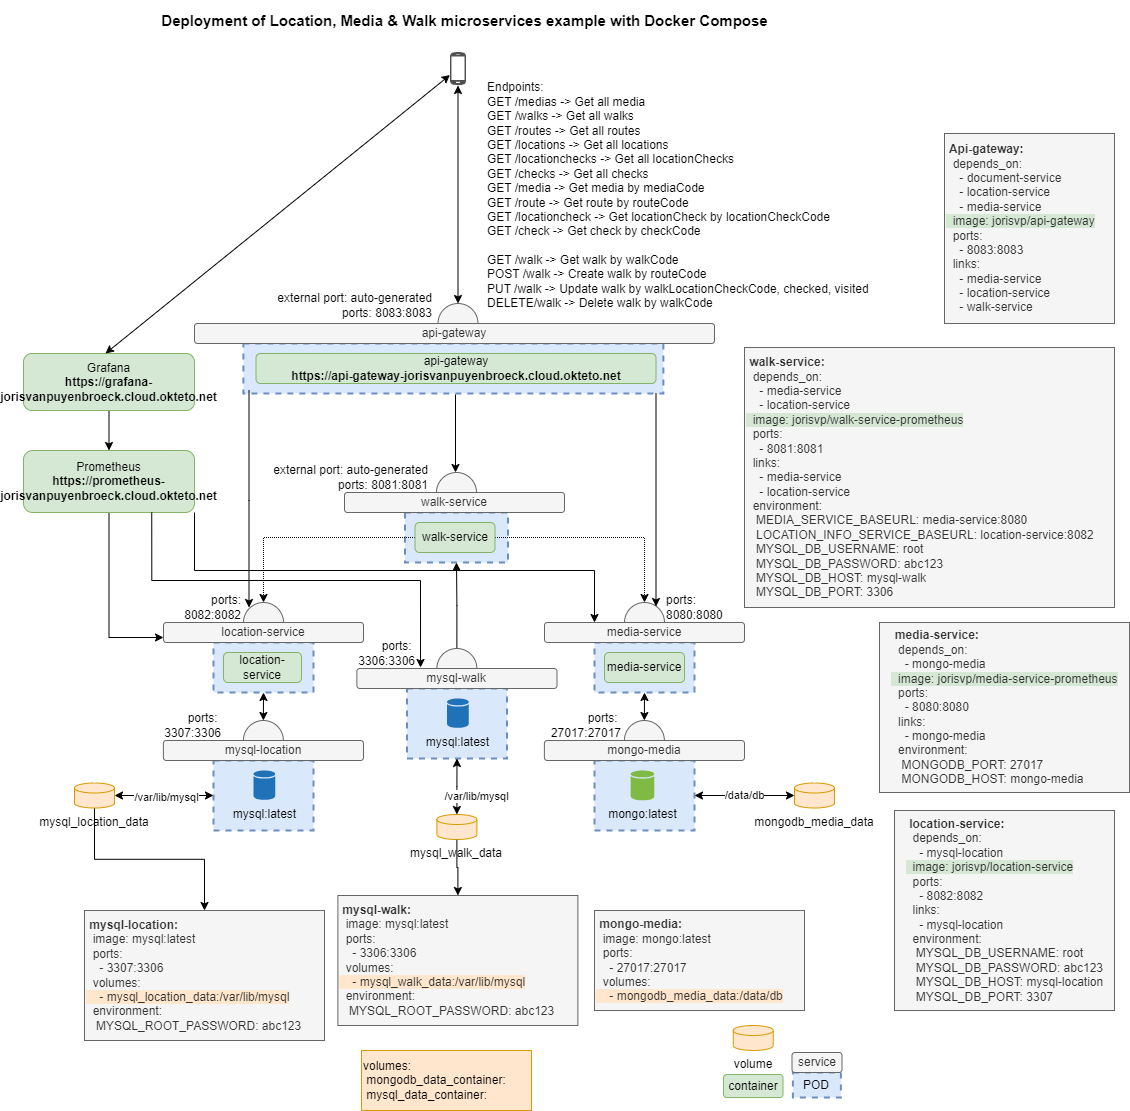 Deployment of Location, Media & Walk microservices example with Docker Compose
Endpoints:
GET /medias -> Get all media
GET /walks -> Get all walks
GET /routes -> Get all routes
GET /locations -> Get all locations
GET /locationchecks -> Get all locationChecks
GET /checks -> Get all checks
GET /media -> Get media by mediaCode
GET /route -> Get route by routeCode
GET /locationcheck -> Get locationCheck by locationCheckCode
GET /check -> Get check by checkCode
GET /walk -> Get walk by walkCode
POST /walk -> Create walk by routeCode
PUT /walk -> Update walk by walkLocationCheckCode, checked, visited
DELETE/walk -> Delete walk by walkCode
external port: auto-generated
ports: 8083:8083
api-gateway
api-gateway
https://api-gateway-jorisvanpuyenbroeck.cloud.okteto.net
Grafana
https://grafana-
jorisvanpuyenbroeck.cloud.okteto.net
Prometheus
https://prometheus-
jorisvanpuyenbroeck.cloud.okteto.net
external port: auto-generated
ports: 8081:8081
walk-service
walk-service
ports:
8082:8082
location-service
location-
service
ports:
8080:8080
media-service
media-service
ports:
3306:3306
mysql-walk
mysql:latest
ports:
3307:3306
mysql-location
mysql:latest
ports:
27017:27017
mongo-media
mongo:latest
/var/lib/mysql
mysql_location_data
/var/lib/mysql
mysql_walk_data
/data/db
mongodb_media_data
Api-gateway:
depends_on:
- document-service
- location-service
- media-service
image: jorisvp/api-gateway
ports:
- 8083:8083
links:
- media-service
- location-service
- walk-service
walk-service:
depends_on:
- media-service
- location-service
image: jorisvp/walk-service-prometheus
ports:
- 8081:8081
links:
- media-service
- location-service
environment:
MEDIA_SERVICE_BASEURL: media-service:8080
LOCATION_INFO_SERVICE_BASEURL: location-service:8082
MYSQL_DB_USERNAME: root
MYSQL_DB_PASSWORD: abc123
MYSQL_DB_HOST: mysql-walk
MYSQL_DB_PORT: 3306
media-service:
depends_on:
- mongo-media
image: jorisvp/media-service-prometheus
ports:
- 8080:8080
links:
- mongo-media
environment:
MONGODB_PORT: 27017
MONGODB_HOST: mongo-media
location-service:
depends_on:
- mysql-location
image: jorisvp/location-service
ports:
- 8082:8082
links:
- mysql-location
environment:
MYSQL_DB_USERNAME: root
MYSQL_DB_PASSWORD: abc123
MYSQL_DB_HOST: mysql-location
MYSQL_DB_PORT: 3307
mysql-location:
image: mysql:latest
ports:
- 3307:3306
volumes:
- mysql_location_data:/var/lib/mysql
environment:
MYSQL_ROOT_PASSWORD: abc123
mysql-walk:
image: mysql:latest
ports:
- 3306:3306
volumes:
- mysql_walk_data:/var/lib/mysql
environment:
MYSQL_ROOT_PASSWORD: abc123
mongo-media:
image: mongo:latest
ports:
- 27017:27017
volumes:
- mongodb_media_data:/data/db
volumes:
mongodb_data_container:
mysql_data_container:
volume
service
container
POD